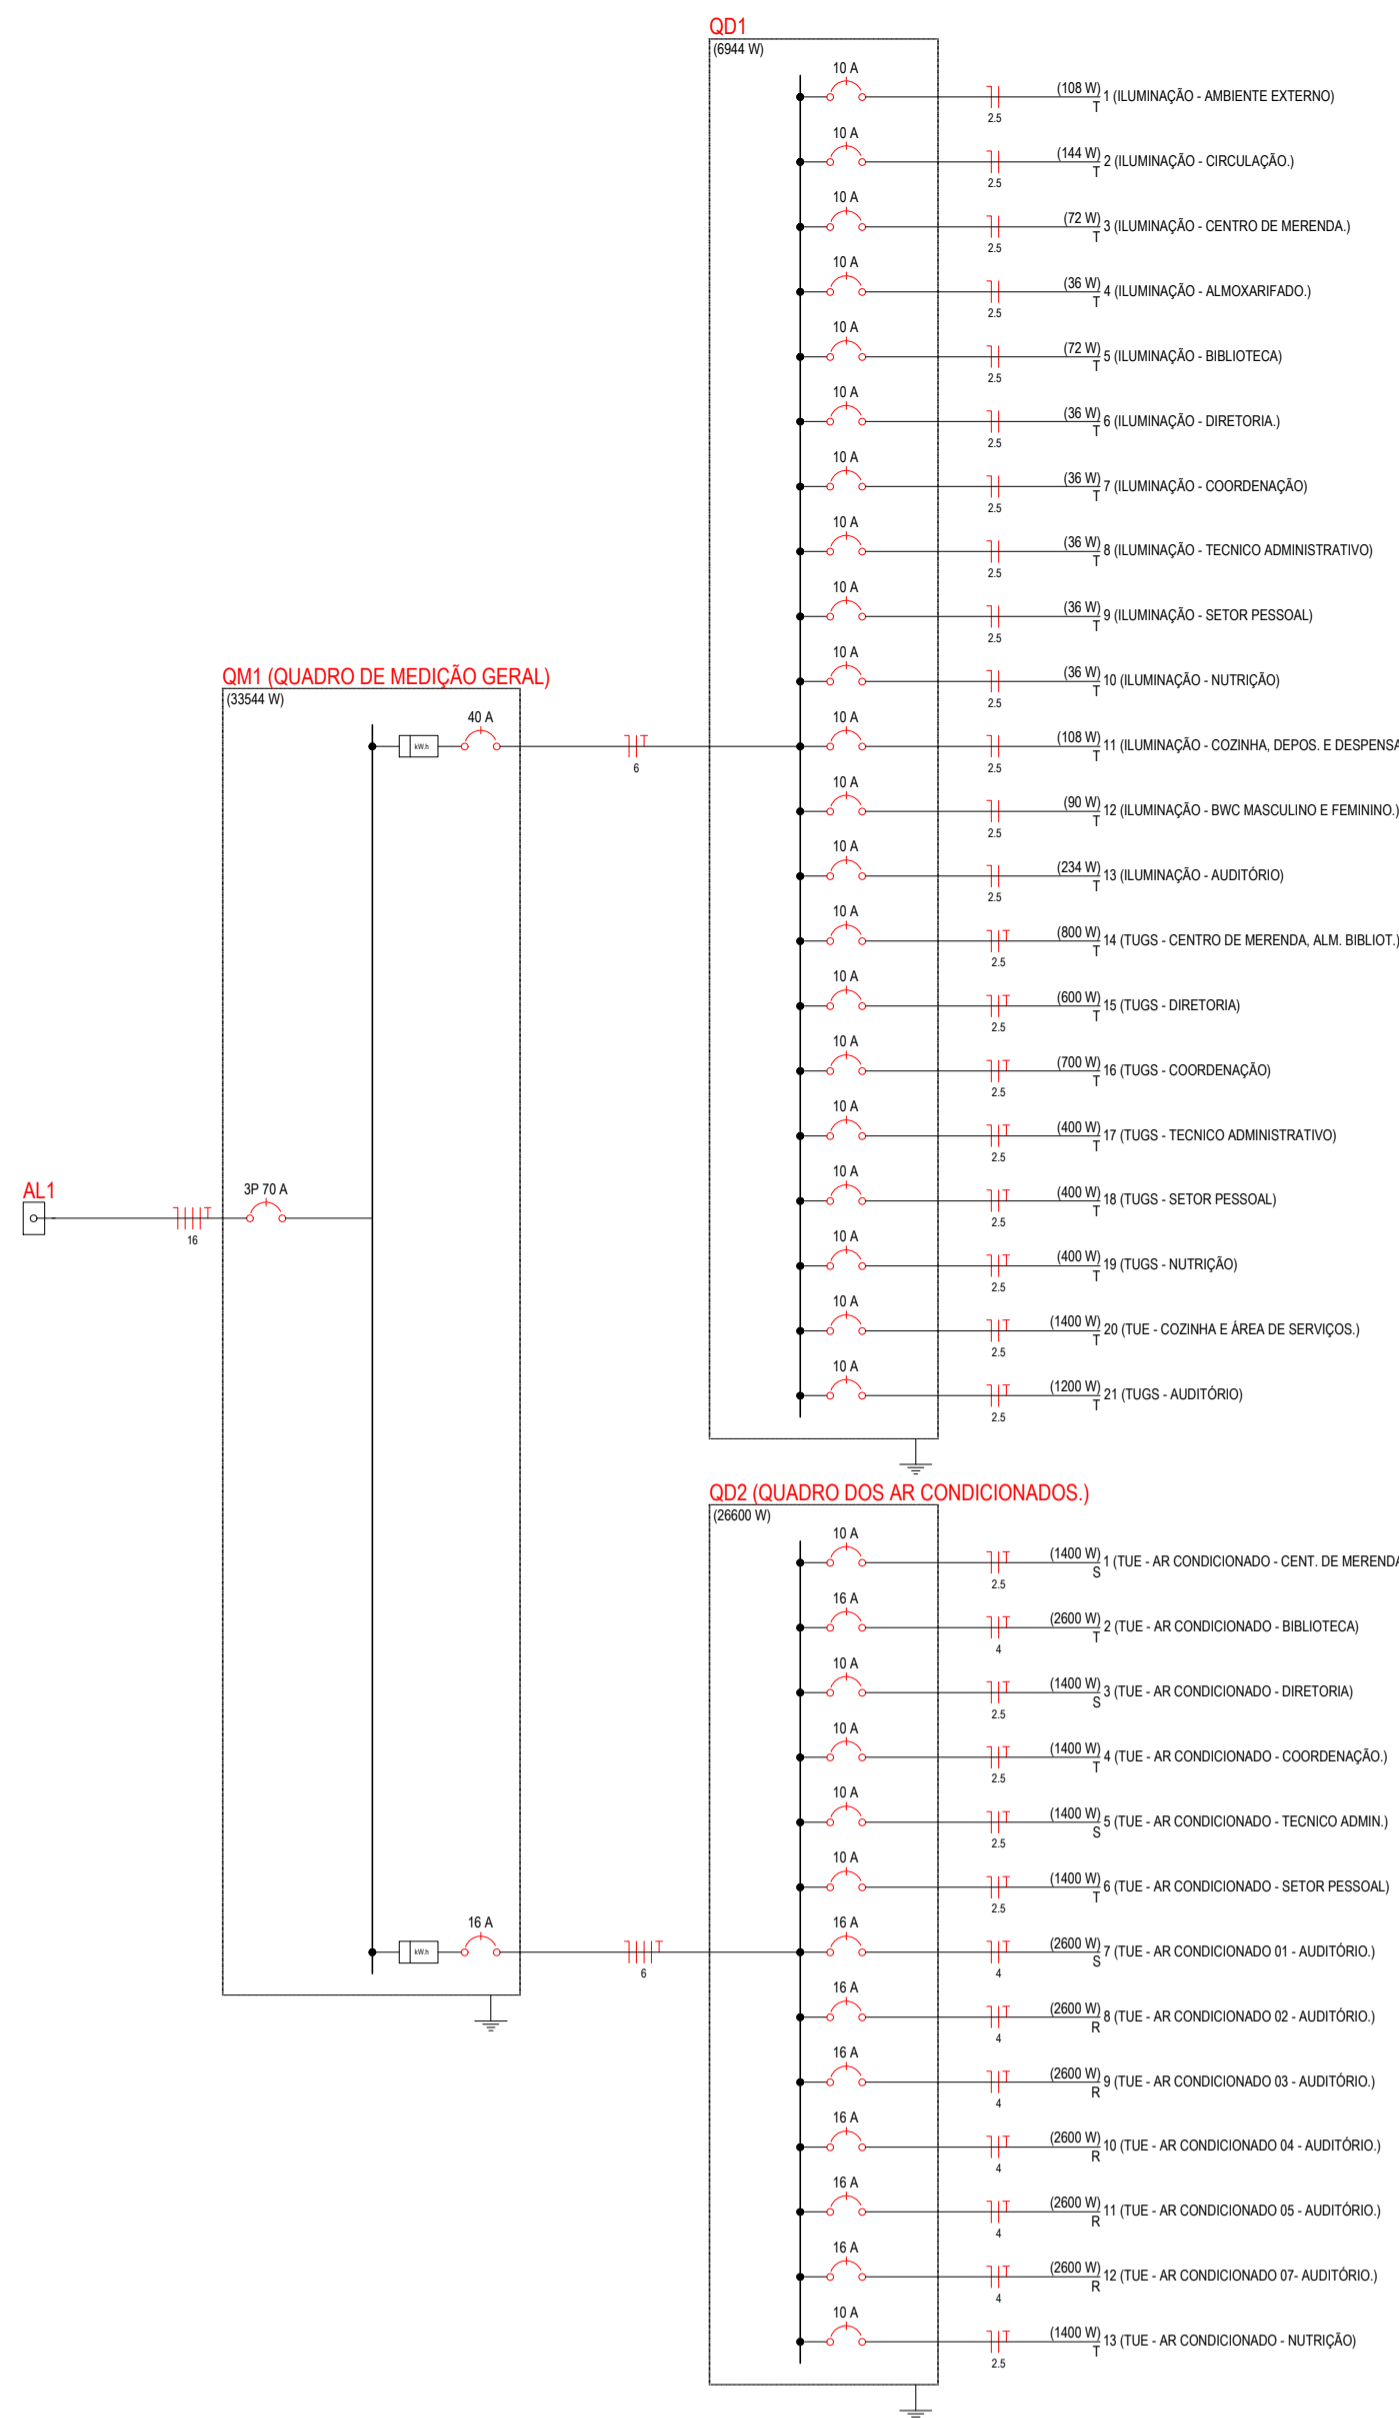 QD1
(6944 W)
10 A
(108 W)
T
1 (ILUMINAÇÃO - AMBIENTE EXTERNO)
2.5
10 A
(144 W)
T
2 (ILUMINAÇÃO - CIRCULAÇÃO.)
2.5
10 A
(72 W)
T
3 (ILUMINAÇÃO - CENTRO DE MERENDA.)
2.5
10 A
(36 W)
T
4 (ILUMINAÇÃO - ALMOXARIFADO.)
2.5
10 A
(72 W)
T
5 (ILUMINAÇÃO - BIBLIOTECA)
2.5
10 A
(36 W)
T
6 (ILUMINAÇÃO - DIRETORIA.)
2.5
10 A
(36 W)
T
7 (ILUMINAÇÃO - COORDENAÇÃO)
2.5
10 A
(36 W)
T
8 (ILUMINAÇÃO - TECNICO ADMINISTRATIVO)
2.5
10 A
(36 W)
T
9 (ILUMINAÇÃO - SETOR PESSOAL)
2.5
10 A
(36 W)
T
10 (ILUMINAÇÃO - NUTRIÇÃO)
2.5
QM1 (QUADRO DE MEDIÇÃO GERAL)
(33544 W)
kW.h
40 A
6
10 A
(108 W)
T
11 (ILUMINAÇÃO - COZINHA, DEPOS. E DESPENSA
2.5
10 A
(90 W)
T
12 (ILUMINAÇÃO - BWC MASCULINO E FEMININO.)
2.5
10 A
(234 W)
T
13 (ILUMINAÇÃO - AUDITÓRIO)
2.5
10 A
(800 W)
T
14 (TUGS - CENTRO DE MERENDA, ALM. BIBLIOT.)
2.5
10 A
(600 W)
T
15 (TUGS - DIRETORIA)
2.5
10 A
(700 W)
T
16 (TUGS - COORDENAÇÃO)
2.5
10 A
(400 W)
T
17 (TUGS - TECNICO ADMINISTRATIVO)
2.5
AL1
16
3P 70 A
10 A
(400 W)
T
18 (TUGS - SETOR PESSOAL)
2.5
10 A
(400 W)
T
19 (TUGS - NUTRIÇÃO)
2.5
10 A
(1400 W)
T
20 (TUE - COZINHA E ÁREA DE SERVIÇOS.)
2.5
10 A
(1200 W)
T
21 (TUGS - AUDITÓRIO)
2.5
QD2 (QUADRO DOS AR CONDICIONADOS.)
(26600 W)
10 A
(1400 W)
S
1 (TUE - AR CONDICIONADO - CENT. DE MERENDA
2.5
16 A
(2600 W)
T
2 (TUE - AR CONDICIONADO - BIBLIOTECA)
4
10 A
(1400 W)
S
3 (TUE - AR CONDICIONADO - DIRETORIA)
2.5
10 A
(1400 W)
T
4 (TUE - AR CONDICIONADO - COORDENAÇÃO.)
2.5
10 A
(1400 W)
S
5 (TUE - AR CONDICIONADO - TECNICO ADMIN.)
2.5
10 A
(1400 W)
T
6 (TUE - AR CONDICIONADO - SETOR PESSOAL)
2.5
kW.h
16 A
6
16 A
(2600 W)
S
7 (TUE - AR CONDICIONADO 01 - AUDITÓRIO.)
4
16 A
(2600 W)
R
8 (TUE - AR CONDICIONADO 02 - AUDITÓRIO.)
4
16 A
(2600 W)
R
9 (TUE - AR CONDICIONADO 03 - AUDITÓRIO.)
4
16 A
(2600 W)
R
10 (TUE - AR CONDICIONADO 04 - AUDITÓRIO.)
4
16 A
(2600 W)
R
11 (TUE - AR CONDICIONADO 05 - AUDITÓRIO.)
4
16 A
(2600 W)
R
12 (TUE - AR CONDICIONADO 07- AUDITÓRIO.)
4
10 A
(1400 W)
T
13 (TUE - AR CONDICIONADO - NUTRIÇÃO)
2.5